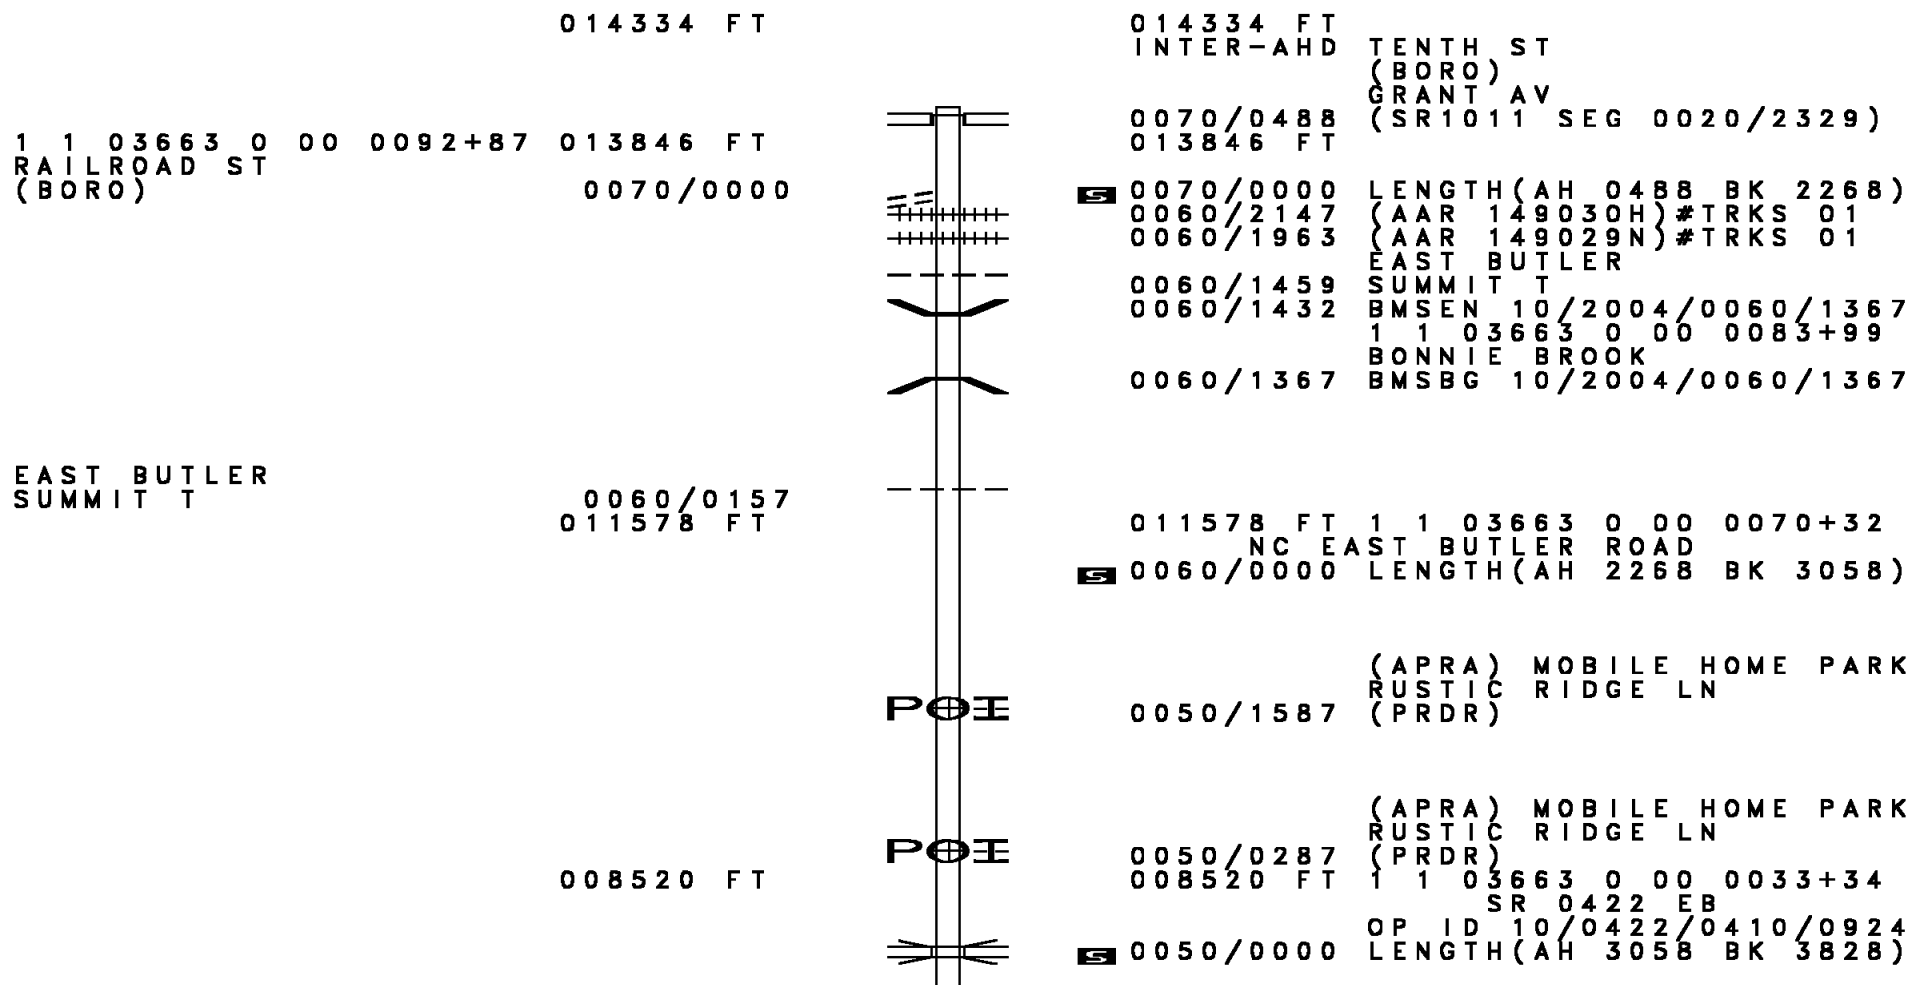 014334 FT 014334 FT
INTER-AHD TENTH ST
(BORO)
GRANT AV
0070/0488 (SR1011 SEG 0020/2329)
1 1 03663 0 00 0092+87 013846 FT 013846 FT
RAILROAD ST
(BORO) 0070/0000 S 0070/0000 LENGTH(AH 0488 BK 2268)
0060/2147 (AAR 149030H)#TRKS 01
0060/1963 (AAR 149029N)#TRKS 01
EAST BUTLER
0060/1459 SUMMIT T
0060/1432 BMSEN 10/2004/0060/1367
1 1 03663 0 00 0083+99
BONNIE BROOK
0060/1367 BMSBG 10/2004/0060/1367
EAST BUTLER
SUMMIT T 0060/0157
011578 FT 011578 FT 1 1 03663 0 00 0070+32
NC EAST BUTLER ROAD
S 0060/0000 LENGTH(AH 2268 BK 3058)
(APRA) MOBILE HOME PARK
RUSTIC RIDGE LN
POI 0050/1587 (PRDR)
(APRA) MOBILE HOME PARK
RUSTIC RIDGE LN
POI 0050/0287 (PRDR)
008520 FT 008520 FT 1 1 03663 0 00 0033+34
SR 0422 EB
OP ID 10/0422/0410/0924
S 0050/0000 LENGTH(AH 3058 BK 3828)